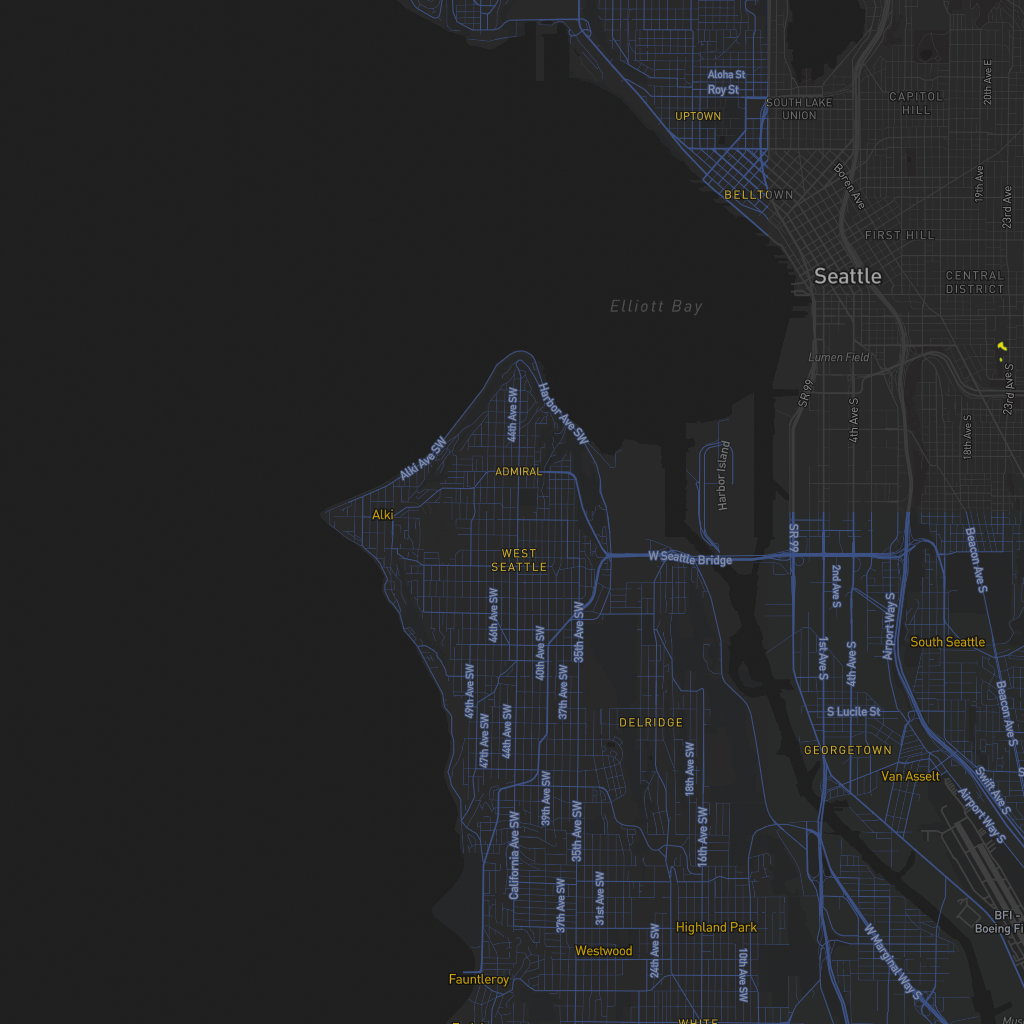 Aloha St
Roy St
20th Ave E
CAPITOL
HILL
SOUTH LAKE
UNION
UPTOWN
Boren Ave
19th Ave
23rd Ave
BELLTOWN
FIRST HILL
Seattle
CENTRAL
DISTRICT
Elliott Bay
Lumen Field
SR 99
23rd Ave S
4th Ave S
18th Ave S
44th Ave SW
Harbor Ave SW
Alki Ave SW
ADMIRAL
Harbor Island
Alki
SR 99
WEST
SEATTLE
W Seattle Bridge
Beacon Ave S
2nd Ave S
46th Ave SW
35th Ave SW
Airport Way S
40th Ave SW
South Seattle
1st Ave S
4th Ave S
49th Ave SW
37th Ave SW
Beacon Ave S
44th Ave SW
47th Ave SW
DELRIDGE
S Lucile St
GEORGETOWN
18th Ave SW
Van Asselt
S
Swift Ave S
39th Ave SW
Airport Way S
35th Ave SW
16th Ave SW
California Ave SW
31st Ave SW
37th Ave SW
BFI -
Boeing Fi
Highland Park
24th Ave SW
Westwood
W Marginal Way S
10th Ave SW
Fauntleroy
WHITE